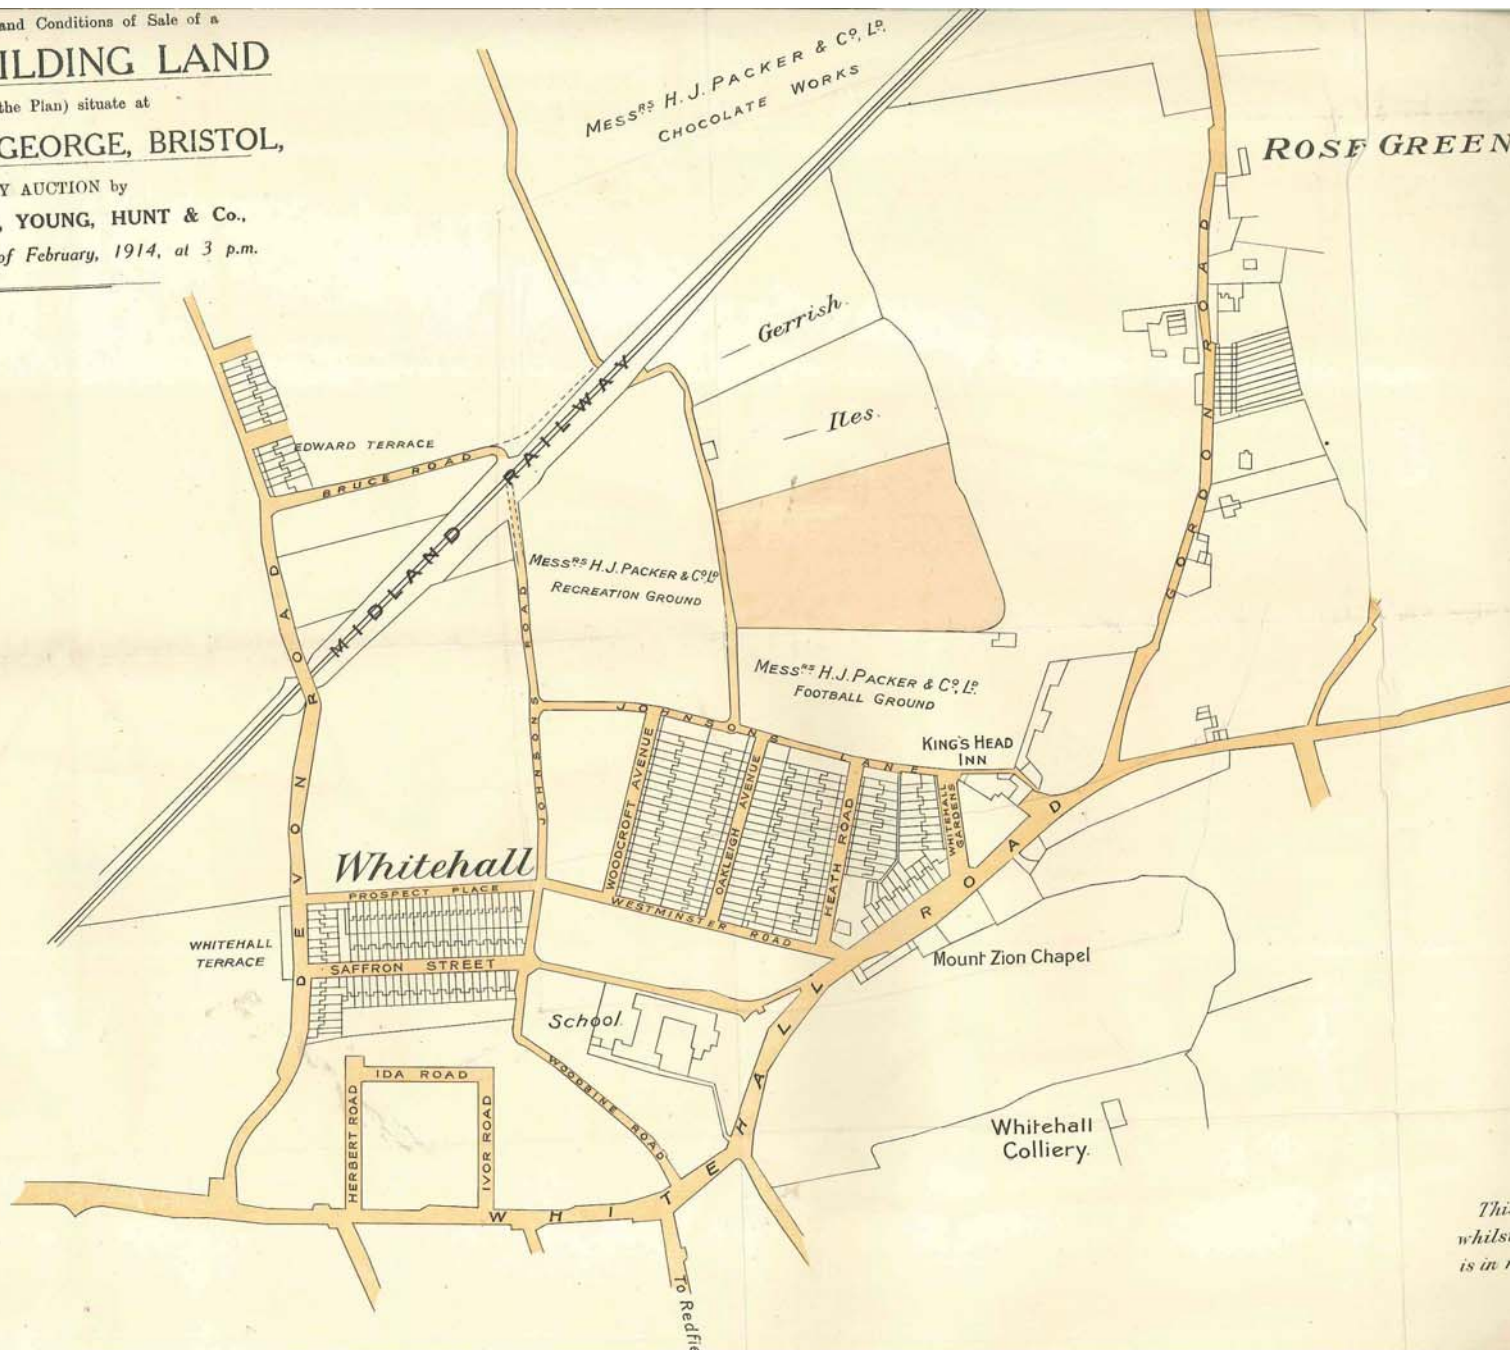 and Conditions of Sale of a
ILDING LAND
the Plan) situate at
GEORGE, BRISTOL,
Y AUCTION by
, YOUNG, HUNT & Co.,
of February, 1914, at 3 p.m.
MESSRS H. J. PACKER & CO, LD.
CHOCOLATE WORKS
ROSE GREEN
Gerrish.
Iles.
GORDON ROAD
EDWARD TERRACE
BRUCE ROAD
MIDLAND RAILWAY
MESSRS H.J. PACKER & CO LD
RECREATION GROUND
DEVON ROAD
JOHNSONS ROAD
MESSRS H.J. PACKER & CO LD.
FOOTBALL GROUND
JOHNSONS LANE
KING'S HEAD
INN
WOODCROFT AVENUE
OAKLEIGH AVENUE
HEATH ROAD
WHITEHALL
GARDENS
Whitehall
PROSPECT PLACE
WESTMINSTER ROAD
WHITEHALL
TERRACE
SAFFRON STREET
Mount Zion Chapel
School.
WOODBINE ROAD
IDA ROAD
HERBERT ROAD
IVOR ROAD
WHITEHALL ROAD
Whitehall
Colliery.
To Redfie
This
whilst
is in